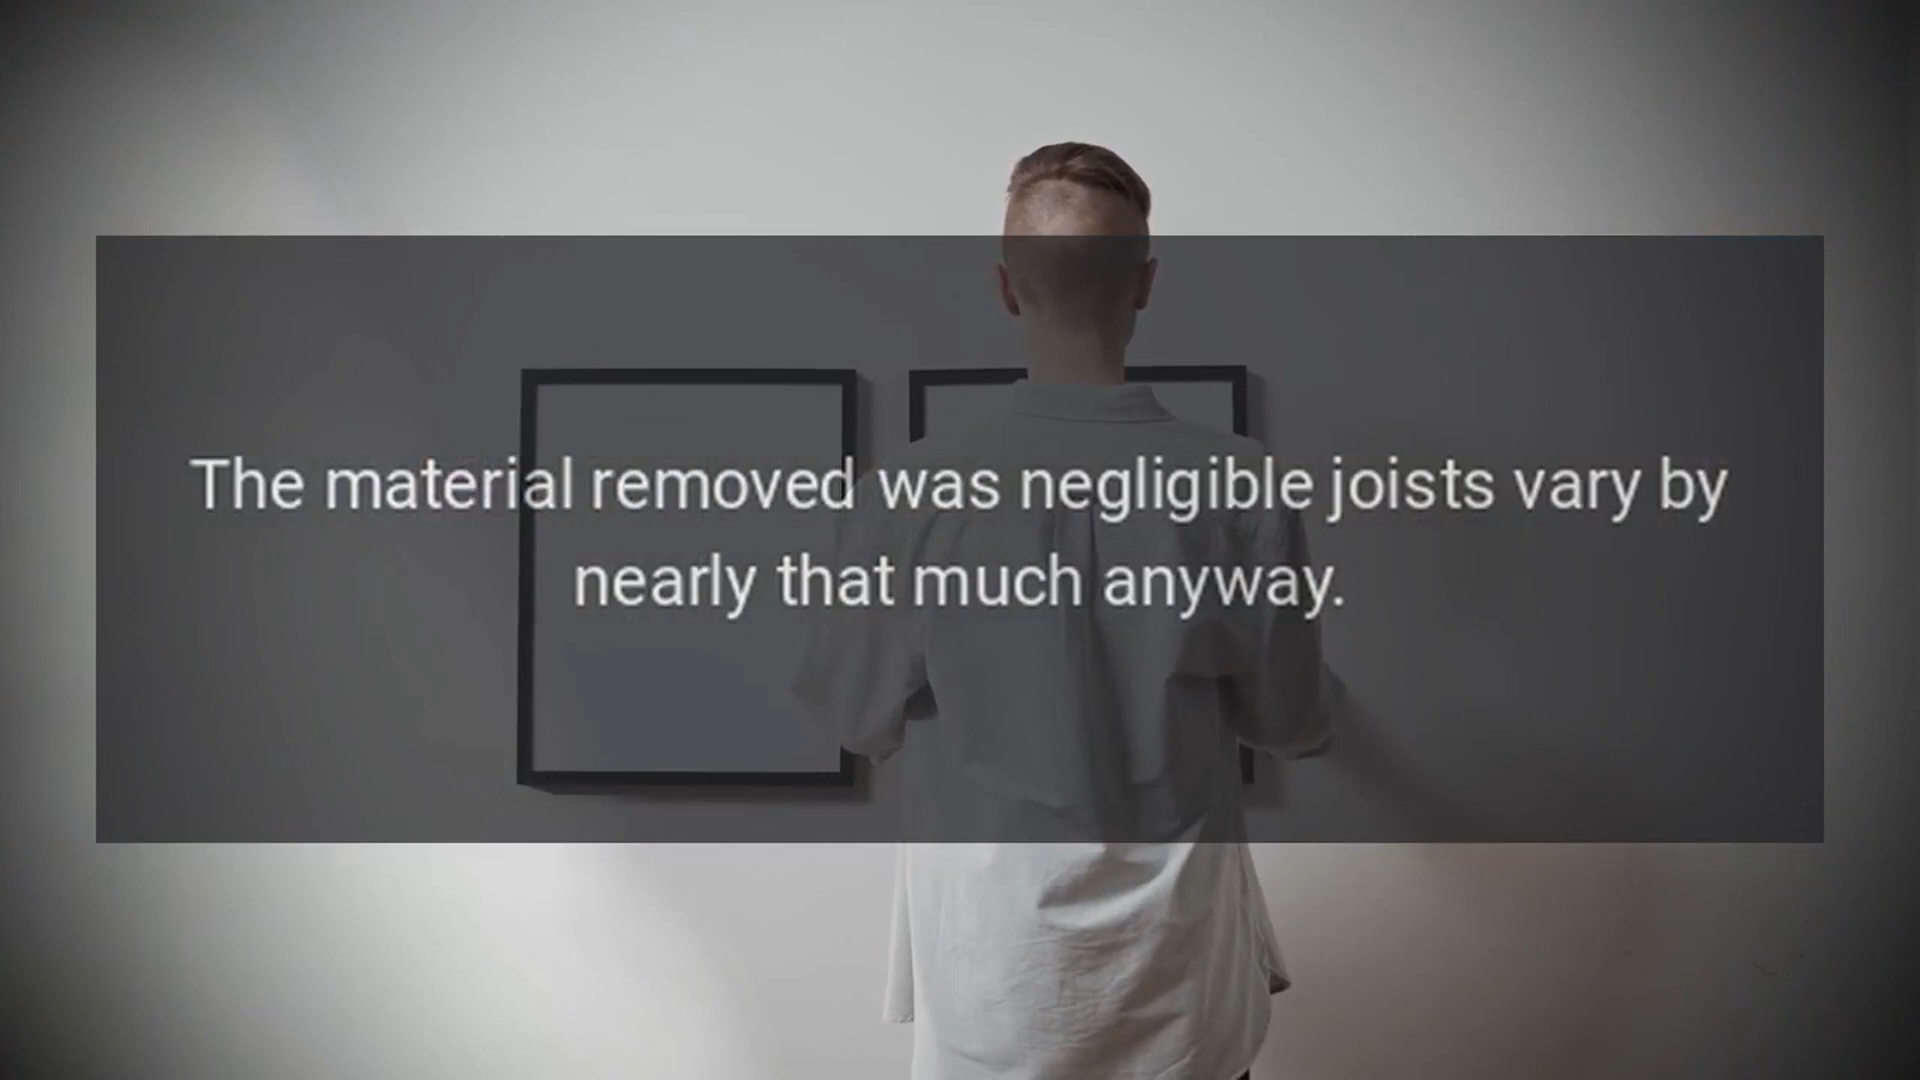 The material removed was negligible joists vary by
nearly that much anyway.